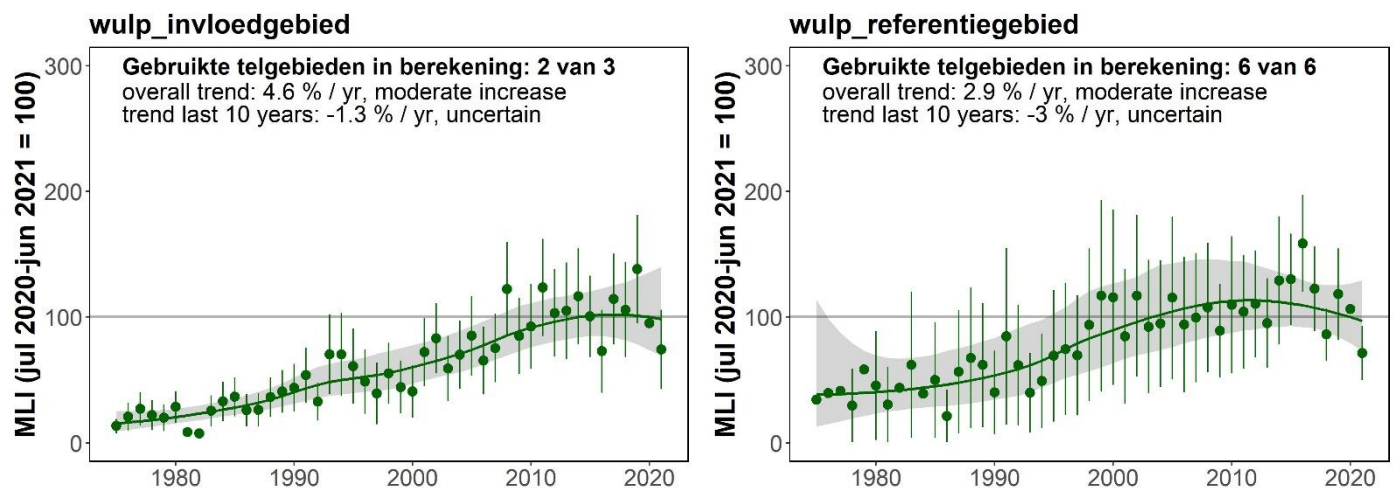 wulp_invloedgebied
MLI (jul 2020-jun 2021 = 100)
300
200
100
0
Gebruikte telgebieden in berekening: 2 van 3
overall trend: 4.6 % / yr, moderate increase
trend last 10 years: -1.3 % / yr, uncertain
1980 1990 2000 2010 2020
wulp_referentiegebied
MLI (jul 2020-jun 2021 = 100)
300
200
100
0
Gebruikte telgebieden in berekening: 6 van 6
overall trend: 2.9 % / yr, moderate increase
trend last 10 years: -3 % / yr, uncertain
1980 1990 2000 2010 2020